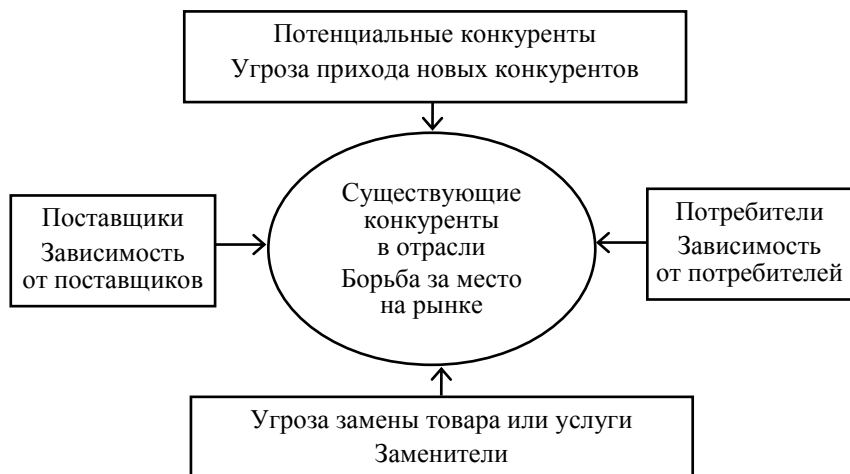 Потенциальные конкуренты
Угроза прихода новых конкурентов
Поставщики
Зависимость
от поставщиков
Существующие
конкуренты
в отрасли
Борьба за место
на рынке
Потребители
Зависимость
от потребителей
Угроза замены товара или услуги
Заменители